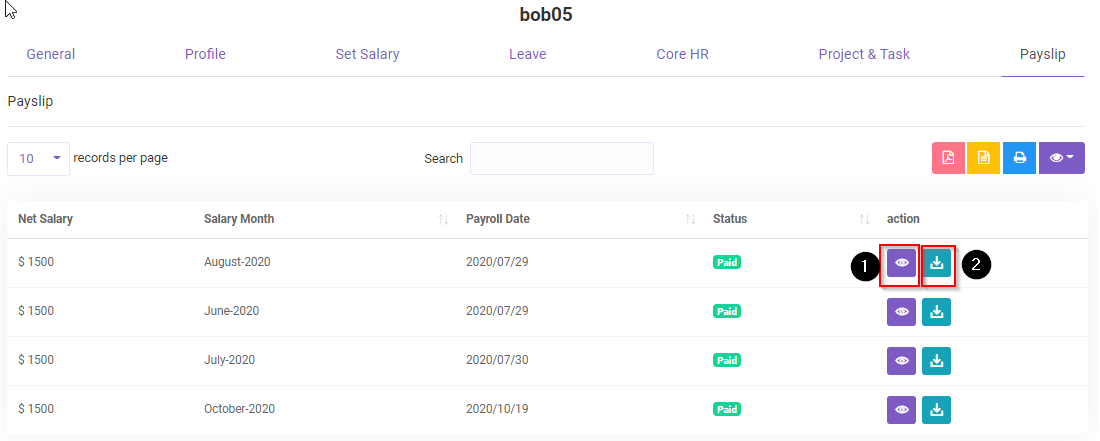 bob05
General Profile Set Salary Leave Core HR Project & Task Payslip
Payslip
10 records per page Search
Net Salary Salary Month Payroll Date Status action
$ 1500 August-2020 2020/07/29 Paid 1 2
$ 1500 June-2020 2020/07/29 Paid
$ 1500 July-2020 2020/07/30 Paid
$ 1500 October-2020 2020/10/19 Paid